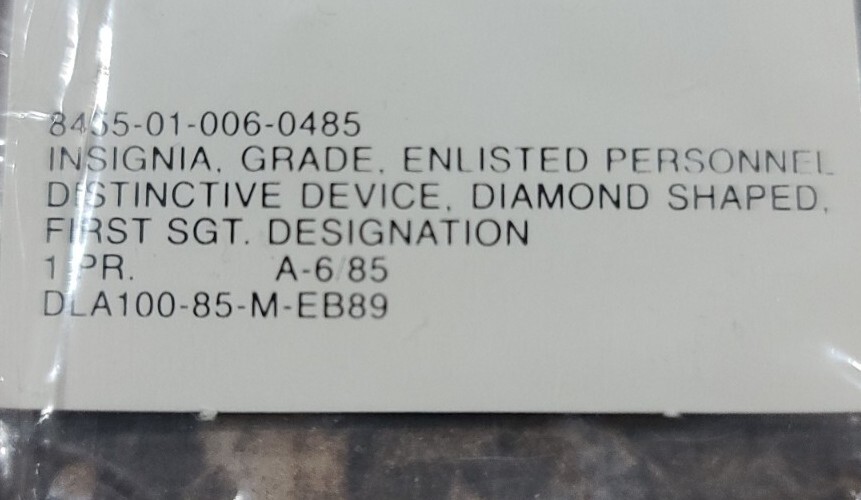 8455-01-006-0485
INSIGNIA, GRADE, ENLISTED PERSONNEL
DISTINCTIVE DEVICE, DIAMOND SHAPED,
FIRST SGT. DESIGNATION
1 PR. A-6/85
DLA100-85-M-EB89